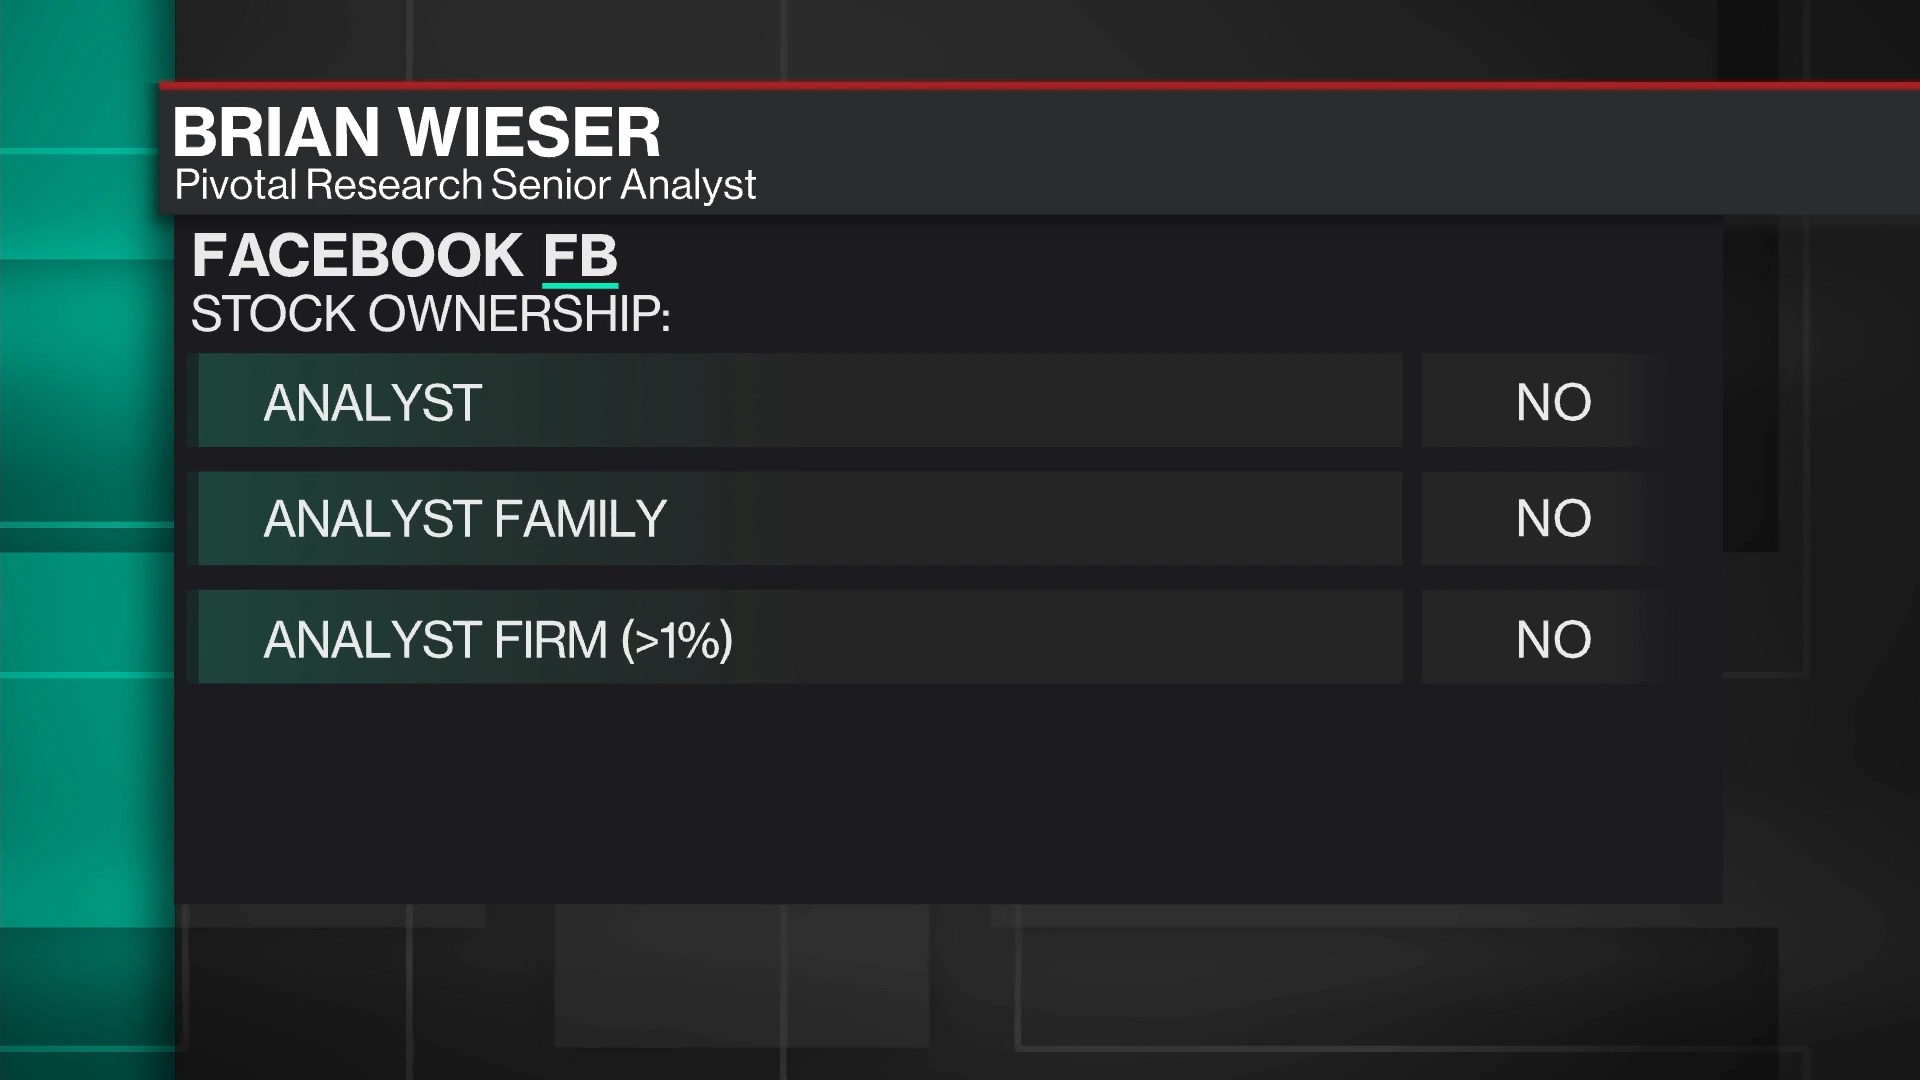 BRIAN WIESER
Pivotal Research Senior Analyst
FACEBOOK FB
STOCK OWNERSHIP:
ANALYST NO
ANALYST FAMILY NO
ANALYST FIRM (>1%) NO